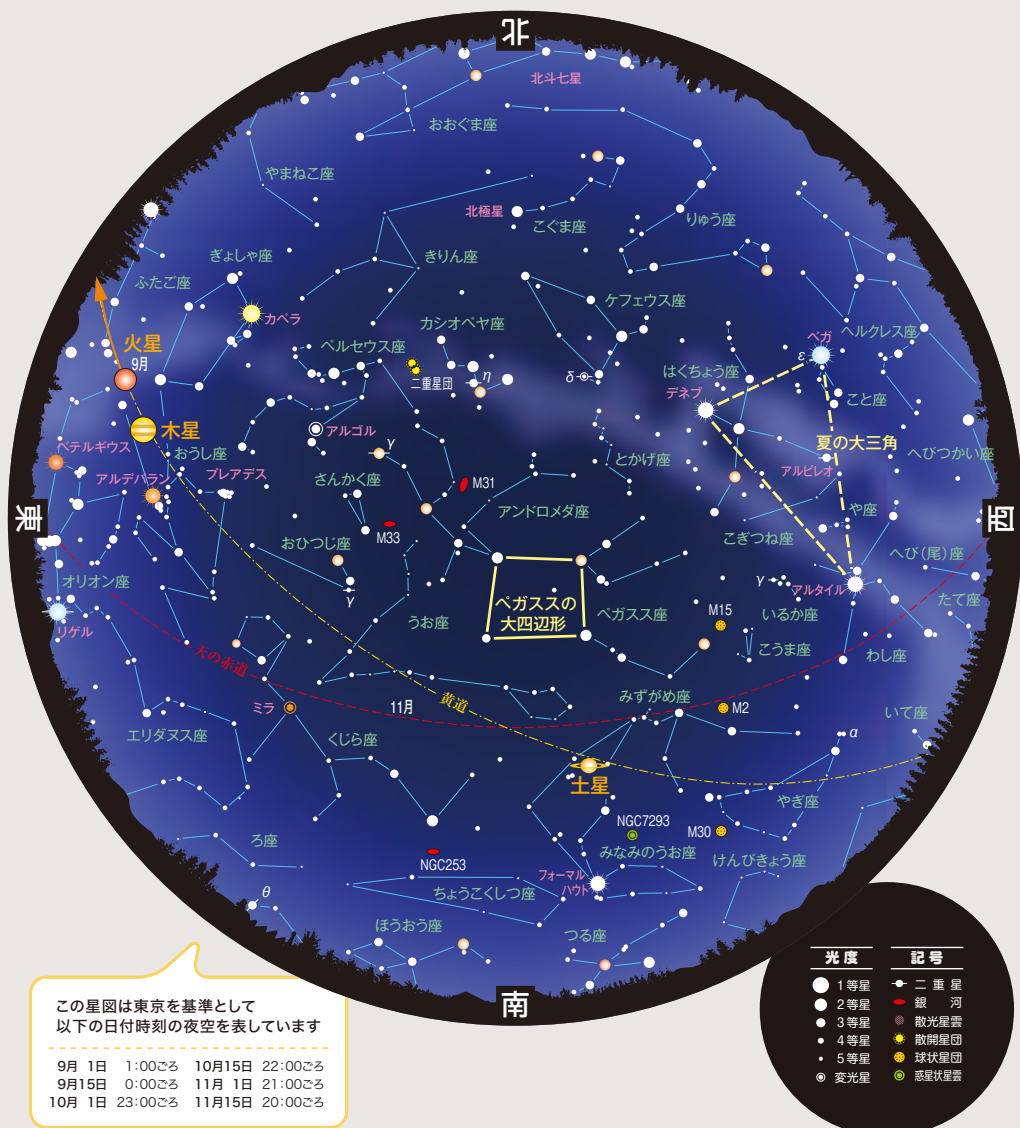 北
北斗七星
おおぐま座
やまねこ座
北極星
こぐま座
りゅう座
ぎょしゃ座
きりん座
ふたご座
ケフェウス座
カペラ
カシオペヤ座
ヘルクレス座
ベガ
火星
9月
ペルセウス座
二重星団
η
δ
ε
はくちょう座
デネブ
こと座
木星
アルゴル
夏の大三角
ベテルギウス
おうし座
γ
とかげ座
アルビレオ
へびつかい座
アルデバラン
プレアデス
さんかく座
M31
アンドロメダ座
や座
東
西
M33
こぎつね座
おひつじ座
へび(尾)座
オリオン座
γ
γ
アルタイル
ペガススの
大四辺形
ペガスス座
M15
いるか座
たて座
リゲル
うお座
こうま座
わし座
天の赤道
ミラ
11月
黄道
みずがめ座
M2
いて座
エリダヌス座
くじら座
α
土星
やぎ座
NGC7293
M30
ろ座
NGC253
みなみのうお座
けんびきょう座
フォーマル
ハウト
θ
ちょうこくしつ座
ほうおう座
つる座
南
この星図は東京を基準として
以下の日付時刻の夜空を表しています
9月 1日 1:00ごろ 10月15日 22:00ごろ
9月15日 0:00ごろ 11月 1日 21:00ごろ
10月 1日 23:00ごろ 11月15日 20:00ごろ
光度 記号
1等星 二重星
2等星 銀河
3等星 散光星雲
4等星 散開星団
5等星 球状星団
変光星 惑星状星雲